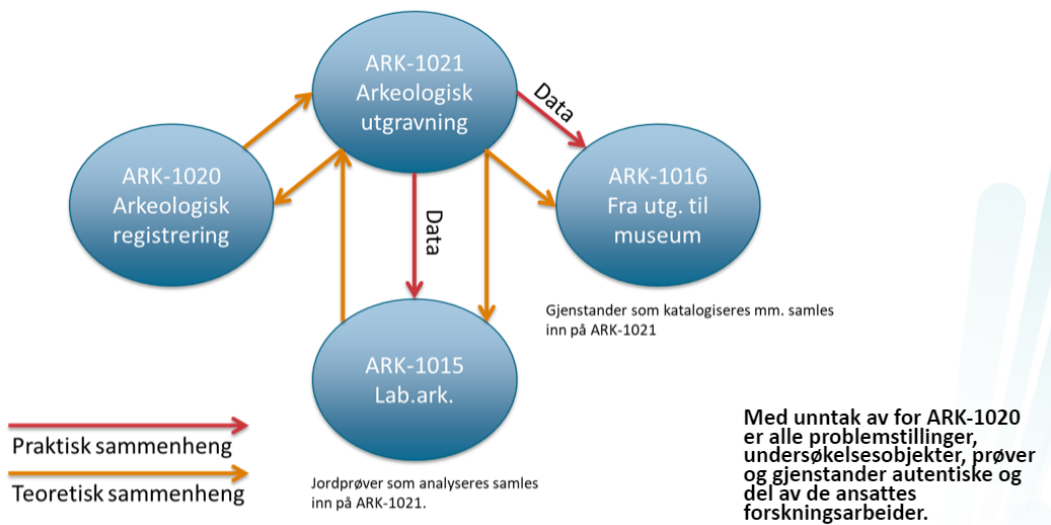 ARK-1021
Arkeologisk
utgravning
Data
ARK-1020
Arkeologisk
registrering
ARK-1016
Fra utg. til
museum
Data
Gjenstander som katalogiseres mm. samles
inn på ARK-1021
ARK-1015
Lab.ark.
Praktisk sammenheng
Teoretisk sammenheng
Jordprøver som analyseres samles
inn på ARK-1021.
Med unntak av for ARK-1020
er alle problemstillinger,
undersøkelsesobjekter, prøver
og gjenstander autentiske og
del av de ansattes
forskningsarbeider.